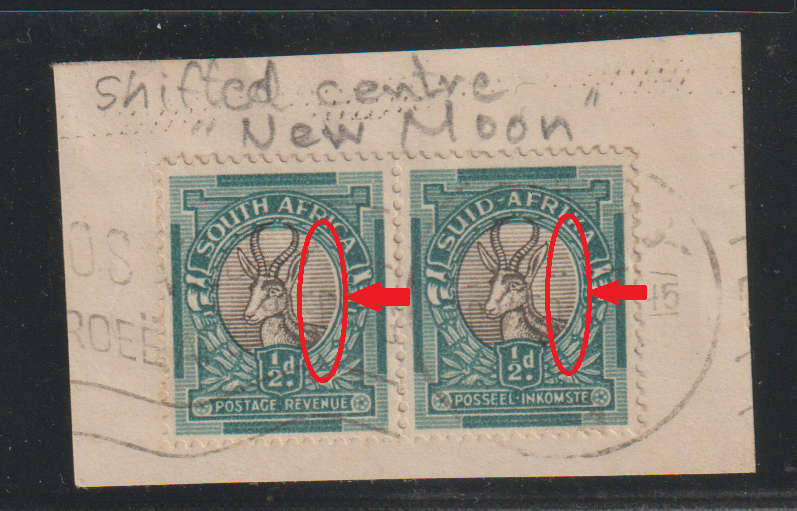 Shifted centre
"New Moon"
SOUTH AFRICA
½d.
POSTAGE REVENUE
SUID-AFRIKA
½d.
POSSEEL-INKOMSTE